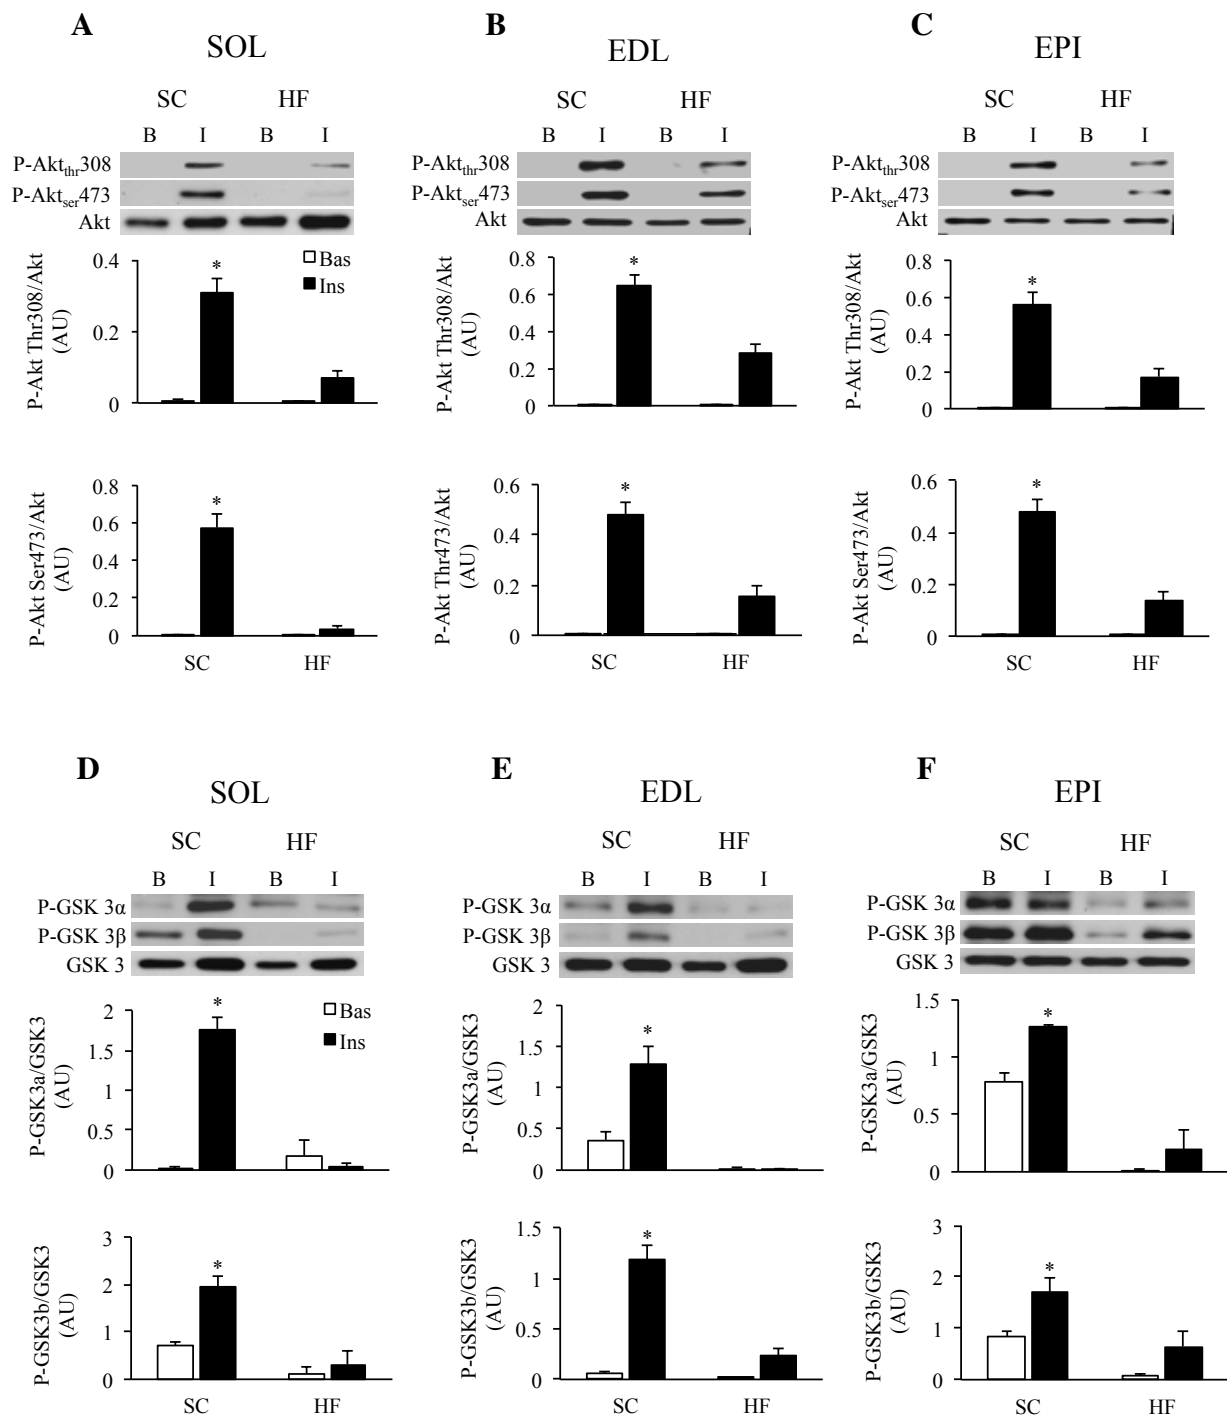 A
SOL
SC HF
B I B I
P-Aktthr308
P-Aktser473
Akt
P-Akt Thr308/Akt
(AU)
0.4
0.2
0
*
Bas
Ins
P-Akt Ser473/Akt
(AU)
0.8
0.6
0.4
0.2
0
*
SC HF
B
EDL
SC HF
B I B I
P-Aktthr308
P-Aktser473
Akt
P-Akt Thr308/Akt
(AU)
0.8
0.6
0.4
0.2
0
*
P-Akt Thr473/Akt
(AU)
0.6
0.4
0.2
0
*
SC HF
C
EPI
SC HF
B I B I
P-Aktthr308
P-Aktser473
Akt
P-Akt Thr308/Akt
(AU)
0.8
0.6
0.4
0.2
0
*
P-Akt Ser473/Akt
(AU)
0.6
0.4
0.2
0
*
SC HF
D
SOL
SC HF
B I B I
P-GSK 3α
P-GSK 3β
GSK 3
P-GSK3a/GSK3
(AU)
2
1.5
1
0.5
0
*
Bas
Ins
P-GSK3b/GSK3
(AU)
3
2
1
0
*
SC HF
E
EDL
SC HF
B I B I
P-GSK 3α
P-GSK 3β
GSK 3
P-GSK3a/GSK3
(AU)
2
1.5
1
0.5
0
*
P-GSK3b/GSK3
(AU)
1.5
1
0.5
0
*
SC HF
F
EPI
SC HF
B I B I
P-GSK 3α
P-GSK 3β
GSK 3
P-GSK3a/GSK3
(AU)
1.5
1
0.5
0
*
P-GSK3b/GSK3
(AU)
3
2
1
0
*
SC HF